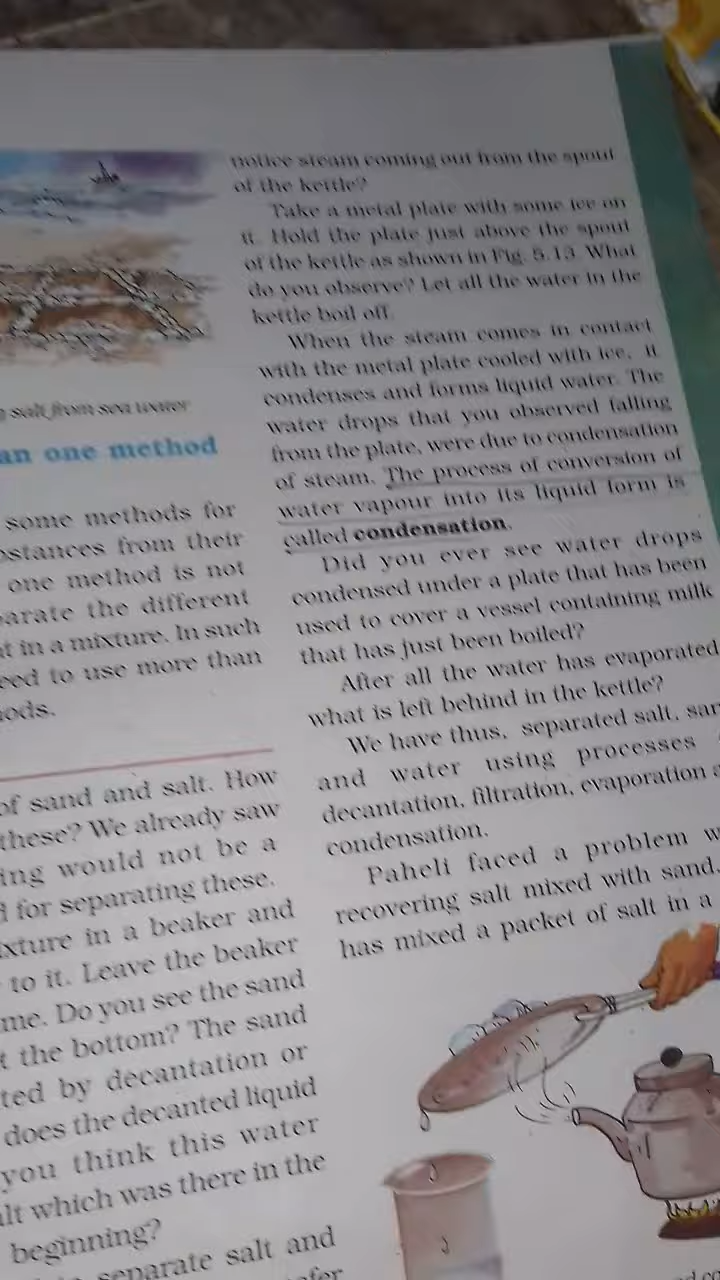 salt from sea water
an one method
some methods for
ostances from their
one method is not
arate the different
t in a mixture. In such
eed to use more than
ods.
of sand and salt. How
these? We already saw
ing would not be a
for separating these.
ixture in a beaker and
to it. Leave the beaker
me. Do you see the sand
t the bottom? The sand
ted by decantation or
does the decanted liquid
you think this water
lt which was there in the
beginning?
separate salt and
notice steam coming out from the spout
of the kettle?
Take a metal plate with some ice on
it. Hold the plate just above the spout
of the kettle as shown in Fig. 5.13. What
do you observe? Let all the water in the
kettle boil off.
When the steam comes in contact
with the metal plate cooled with ice, it
condenses and forms liquid water. The
water drops that you observed falling
from the plate, were due to condensation
of steam. The process of conversion of
water vapour into its liquid form is
called condensation.
Did you ever see water drops
condensed under a plate that has been
used to cover a vessel containing milk
that has just been boiled?
After all the water has evaporated
what is left behind in the kettle?
We have thus, separated salt, san
and water using processes
decantation, filtration, evaporation a
condensation.
Paheli faced a problem w
recovering salt mixed with sand.
has mixed a packet of salt in a